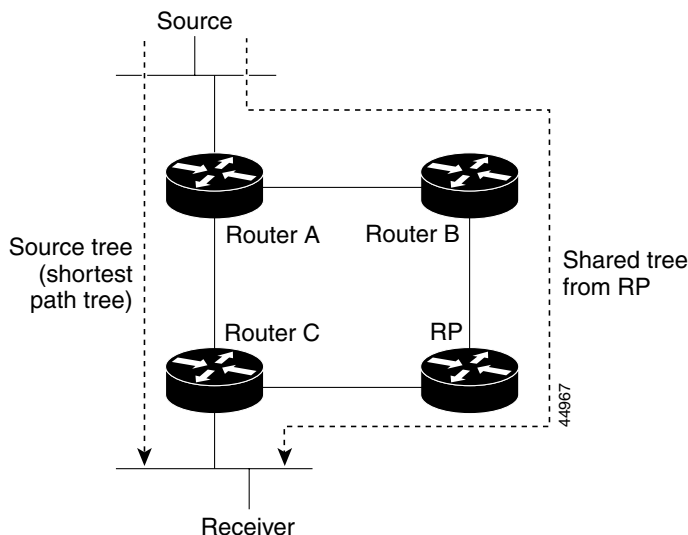 Source
Router A
Router B
Source tree
(shortest
path tree)
Shared tree
from RP
Router C
RP
44967
Receiver